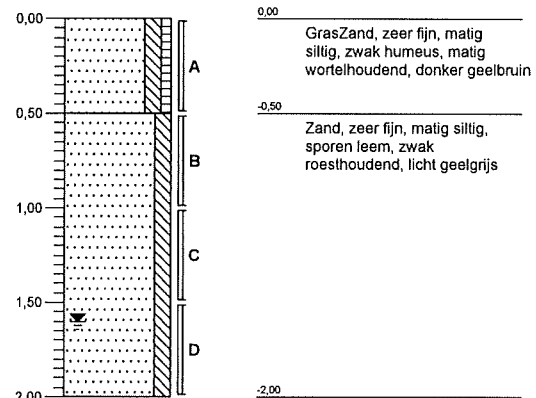 0,00
0,50
1,00
1,50
2,00
A
B
C
D
0,00
GrasZand, zeer fijn, matig
siltig, zwak humeus, matig
wortelhoudend, donker geelbruin
-0,50
Zand, zeer fijn, matig siltig,
sporen leem, zwak
roesthoudend, licht geelgrijs
-2,00